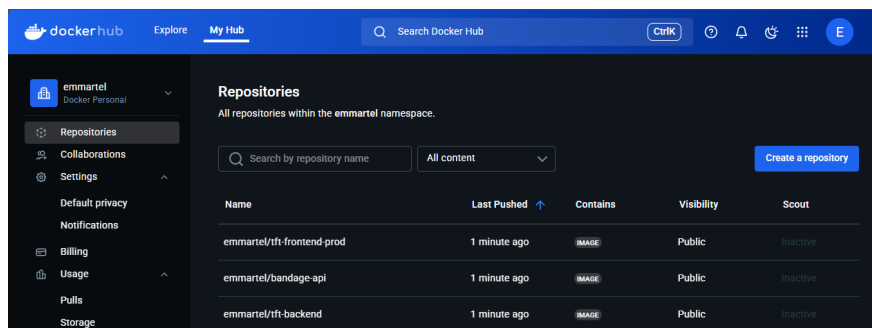 dockerhub Explore My Hub Search Docker Hub CtrlK E
emmartel
Docker Personal
Repositories
Collaborations
Settings
Default privacy
Notifications
Billing
Usage
Pulls
Storage
Repositories
All repositories within the emmartel namespace.
Search by repository name All content Create a repository
Name Last Pushed Contains Visibility Scout
emmartel/tft-frontend-prod 1 minute ago IMAGE Public Inactive
emmartel/bandage-api 1 minute ago IMAGE Public Inactive
emmartel/tft-backend 1 minute ago IMAGE Public Inactive